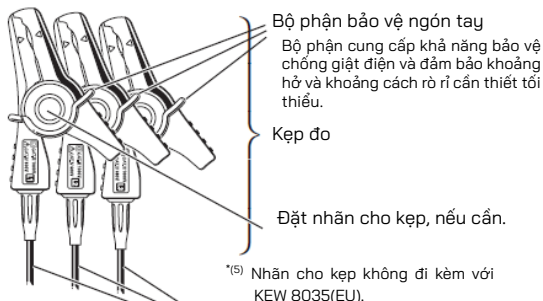 Bộ phận bảo vệ ngón tay
Bộ phận cung cấp khả năng bảo vệ
chống giật điện và đảm bảo khoảng
hở và khoảng cách rò rỉ cần thiết tối
thiểu.
Kẹp đo
Đặt nhãn cho kẹp, nếu cần.
*(5) Nhãn cho kẹp không đi kèm với
KEW 8035(EU).